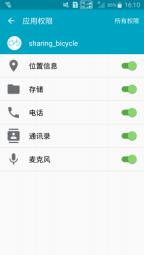 85% 16:10
应用权限 所有权限
sharing_bicycle
位置信息
存储
电话
通讯录
麦克风